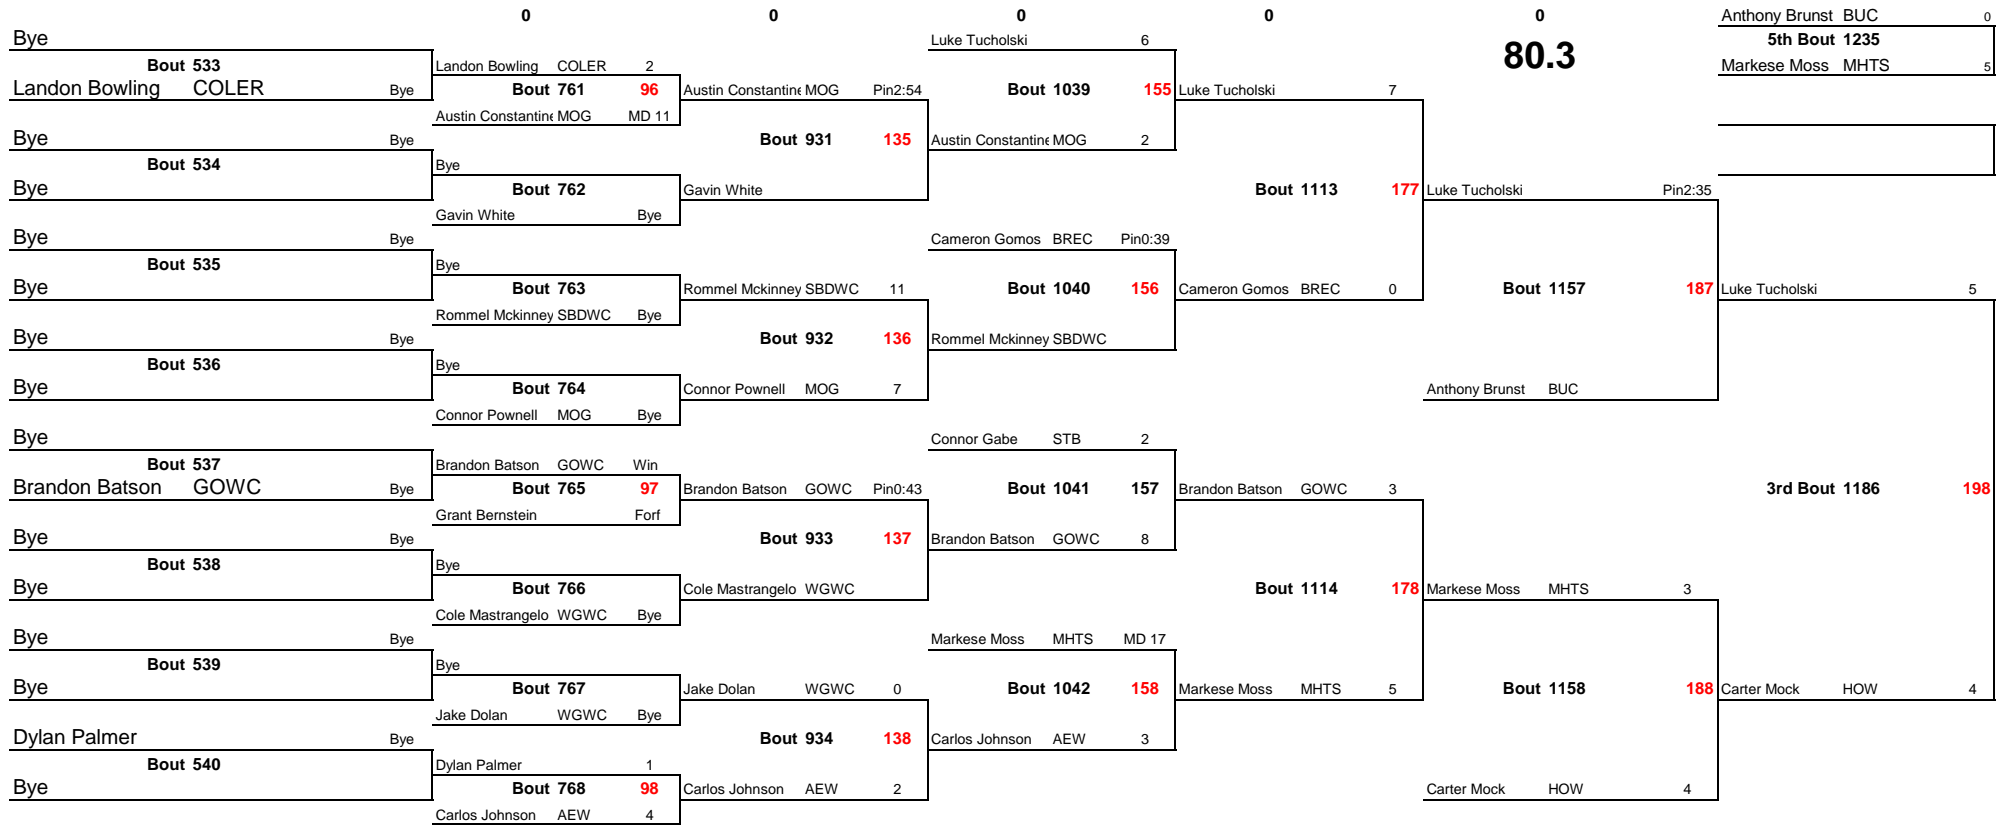 0 0 0 0 0 Anthony Brunst BUC 0
Bye Luke Tucholski 6 80.3 5th Bout 1235
Bout 533 Landon Bowling COLER 2 Markese Moss MHTS 5
Landon Bowling COLER Bye Bout 761 96 Austin Constantine MOG Pin2:54 Bout 1039 155 Luke Tucholski 7
Austin Constantine MOG MD 11
Bye Bye Bout 931 135 Austin Constantine MOG 2
Bout 534 Bye
Bye Bout 762 Gavin White Bout 1113 177 Luke Tucholski Pin2:35
Gavin White Bye
Bye Bye Cameron Gomos BREC Pin0:39
Bout 535 Bye
Bye Bout 763 Rommel Mckinney SBDWC 11 Bout 1040 156 Cameron Gomos BREC 0 Bout 1157 187 Luke Tucholski 5
Rommel Mckinney SBDWC Bye
Bye Bye Bout 932 136 Rommel Mckinney SBDWC
Bout 536 Bye
Bye Bout 764 Connor Pownell MOG 7 Anthony Brunst BUC
Connor Pownell MOG Bye
Bye Connor Gabe STB 2
Bout 537 Brandon Batson GOWC Win
Brandon Batson GOWC Bye Bout 765 97 Brandon Batson GOWC Pin0:43 Bout 1041 157 Brandon Batson GOWC 3 3rd Bout 1186 198
Grant Bernstein Forf
Bye Bye Bout 933 137 Brandon Batson GOWC 8
Bout 538 Bye
Bye Bout 766 Cole Mastrangelo WGWC Bout 1114 178 Markese Moss MHTS 3
Cole Mastrangelo WGWC Bye
Bye Bye Markese Moss MHTS MD 17
Bout 539 Bye
Bye Bout 767 Jake Dolan WGWC 0 Bout 1042 158 Markese Moss MHTS 5 Bout 1158 188 Carter Mock HOW 4
Jake Dolan WGWC Bye
Dylan Palmer Bye Bout 934 138 Carlos Johnson AEW 3
Bout 540 Dylan Palmer 1
Bye Bout 768 98 Carlos Johnson AEW 2 Carter Mock HOW 4
Carlos Johnson AEW 4